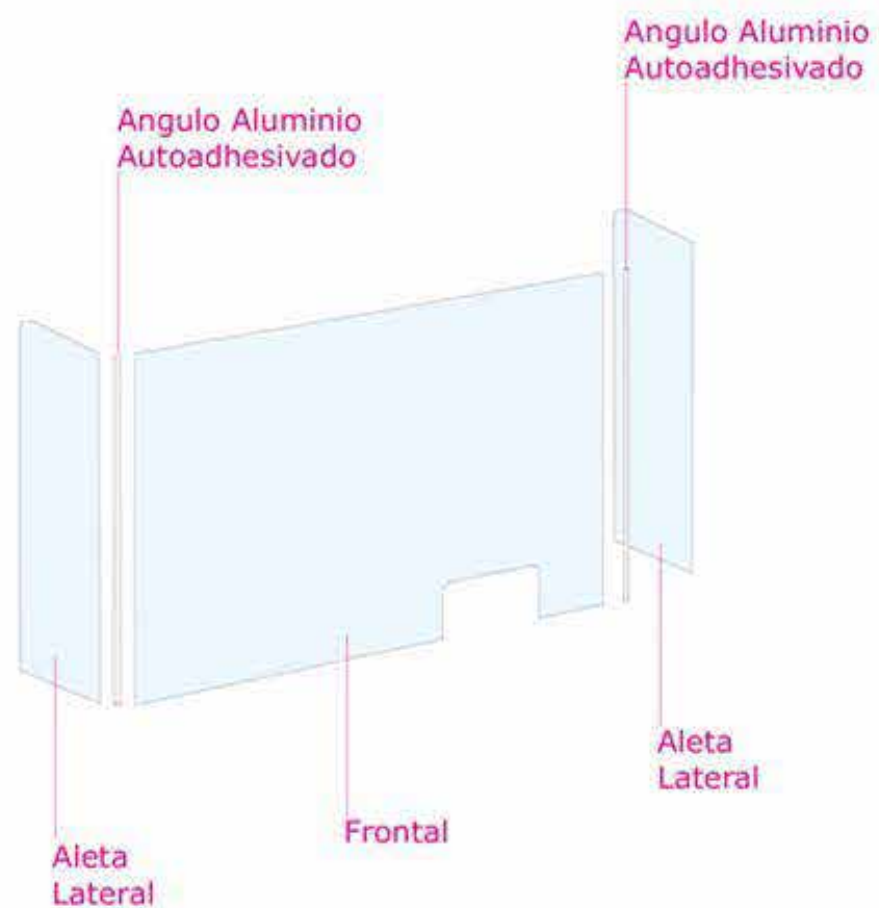 Angulo Aluminio
Autoadhesivado
Angulo Aluminio
Autoadhesivado
Aleta
Lateral
Frontal
Aleta
Lateral